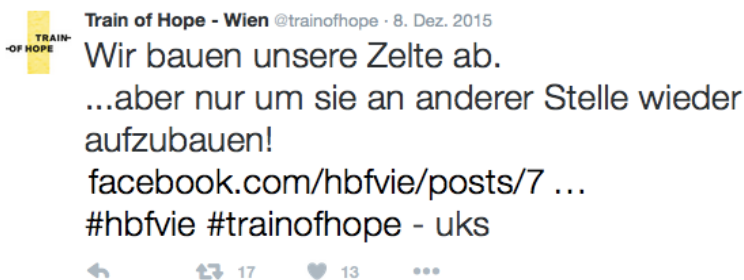 TRAIN-
-OF HOPE
Train of Hope - Wien @trainofhope · 8. Dez. 2015
Wir bauen unsere Zelte ab.
...aber nur um sie an anderer Stelle wieder
aufzubauen!
facebook.com/hbfvie/posts/7 ...
#hbfvie #trainofhope - uks
17 13